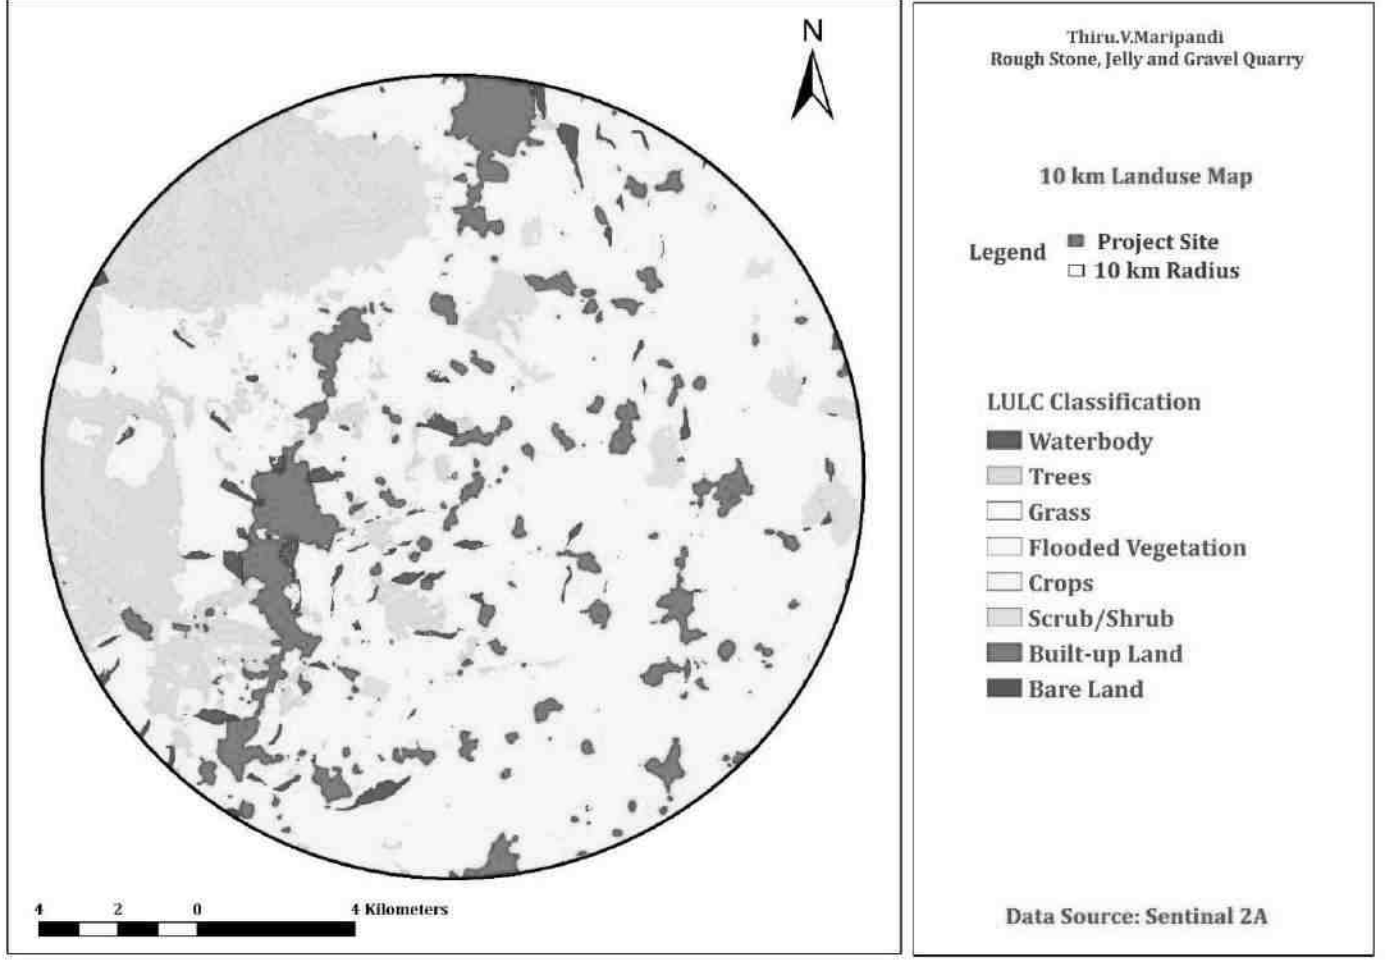 N
4 2 0 4 Kilometers
Thiru.V.Maripandi
Rough Stone, Jelly and Gravel Quarry
10 km Landuse Map
Legend
Project Site
10 km Radius
LULC Classification
Waterbody
Trees
Grass
Flooded Vegetation
Crops
Scrub/Shrub
Built-up Land
Bare Land
Data Source: Sentinal 2A